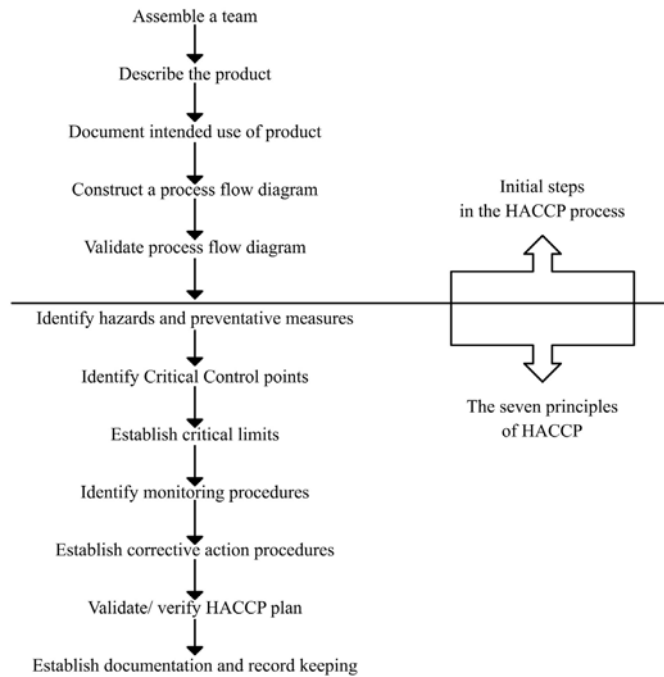 Assemble a team
Describe the product
Document intended use of product
Construct a process flow diagram
Validate process flow diagram
Initial steps
in the HACCP process
Identify hazards and preventative measures
Identify Critical Control points
Establish critical limits
Identify monitoring procedures
Establish corrective action procedures
Validate/ verify HACCP plan
Establish documentation and record keeping
The seven principles
of HACCP